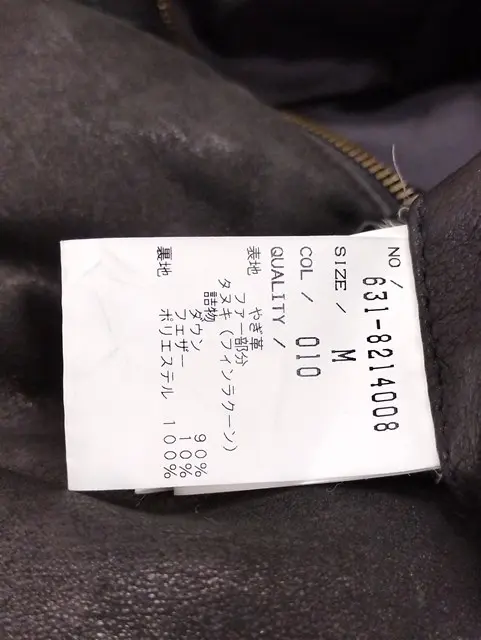 NO / 631-8214008
SIZE / M
COL / 010
QUALITY /
表地 やぎ革
ファー部分
タヌキ (フィンラクーン)
詰物
ダウン 90%
フェザー 10%
裏地 ポリエステル 100%